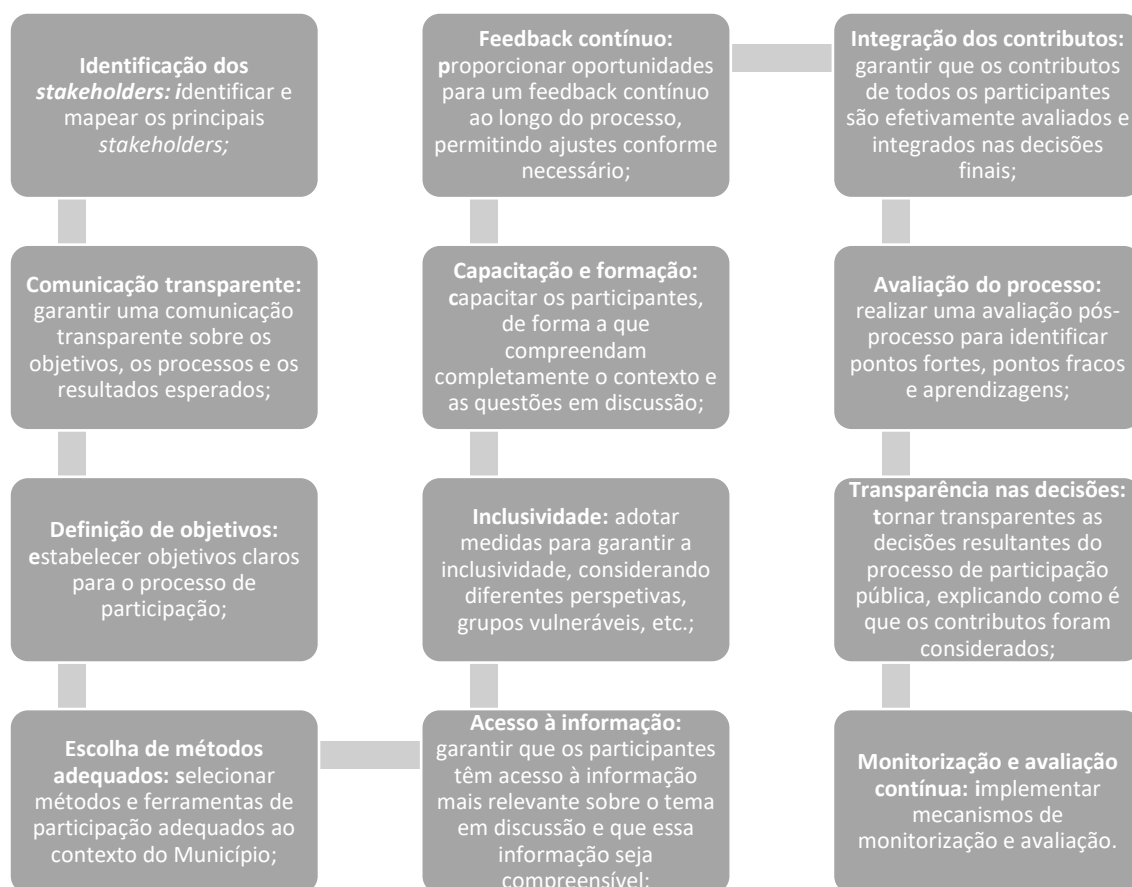 Identificação dos
stakeholders: identificar e
mapear os principais
stakeholders;
Comunicação transparente:
garantir uma comunicação
transparente sobre os
objetivos, os processos e os
resultados esperados;
Definição de objetivos:
estabelecer objetivos claros
para o processo de
participação;
Escolha de métodos
adequados: selecionar
métodos e ferramentas de
participação adequados ao
contexto do Município;
Acesso à informação:
garantir que os participantes
têm acesso à informação
mais relevante sobre o tema
em discussão e que essa
informação seja
compreensível;
Inclusividade: adotar
medidas para garantir a
inclusividade, considerando
diferentes perspetivas,
grupos vulneráveis, etc.;
Capacitação e formação:
capacitar os participantes,
de forma a que
compreendam
completamente o contexto e
as questões em discussão;
Feedback contínuo:
proporcionar oportunidades
para um feedback contínuo
ao longo do processo,
permitindo ajustes conforme
necessário;
Integração dos contributos:
garantir que os contributos
de todos os participantes
são efetivamente avaliados e
integrados nas decisões
finais;
Avaliação do processo:
realizar uma avaliação pós-
processo para identificar
pontos fortes, pontos fracos
e aprendizagens;
Transparência nas decisões:
tornar transparentes as
decisões resultantes do
processo de participação
pública, explicando como é
que os contributos foram
considerados;
Monitorização e avaliação
contínua: implementar
mecanismos de
monitorização e avaliação.